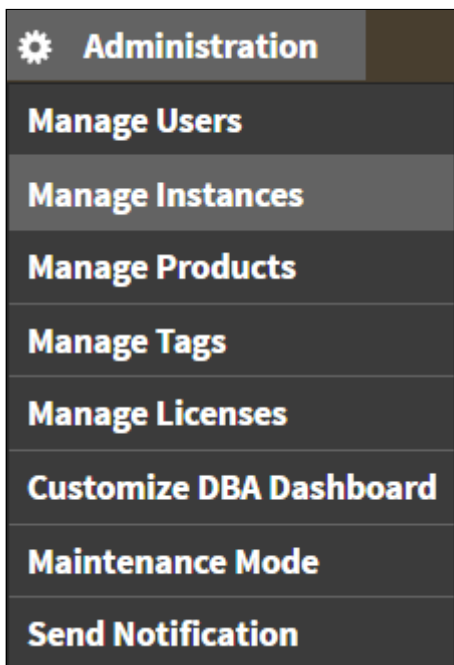 Administration
Manage Users
Manage Instances
Manage Products
Manage Tags
Manage Licenses
Customize DBA Dashboard
Maintenance Mode
Send Notification